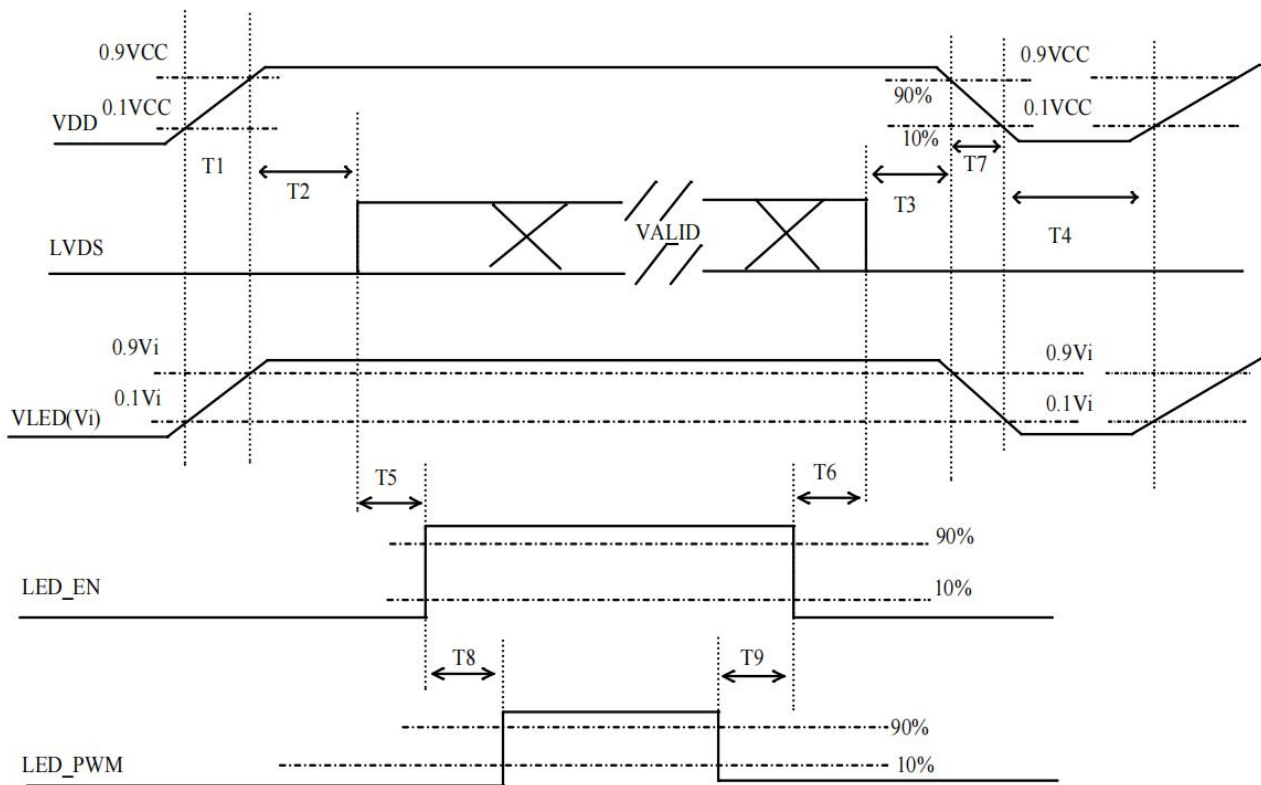 0.9VCC
0.9VCC
90%
0.1VCC
0.1VCC
VDD
10%
T1
T7
T2
T3
T4
VALID
LVDS
0.9Vi
0.9Vi
0.1Vi
0.1Vi
VLED(Vi)
T5
T6
90%
LED_EN
10%
T8
T9
90%
LED_PWM
10%